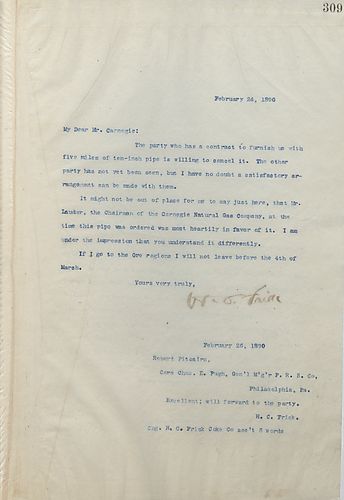 309
February 24, 1890
My Dear Mr. Carnegie:
The party who has a contract to furnish us with
five miles of ten-inch pipe is willing to cancel it. The other
party has not yet been seen, but I have no doubt a satisfactory ar-
rangement can be made with them.
It might not be out of place for me to say just here, that Mr.
Lauder, the Chairman of the Carnegie Natural Gas Company, at the
time this pipe was ordered was most heartily in favor of it. I am
under the impression that you understand it differently.
If I go to the Ore regions I will not leave before the 4th of
March.
Yours very truly,
H. C. Frick
February 26, 1890
Robert Pitcairn,
Care Chas. E. Pugh, Gen'l M'g'r P. R. R. Co,
Philadelphia, Pa.
Excellent; will forward to the party.
H. C. Frick.
Chg. H. C. Frick Coke Co acc't 8 words